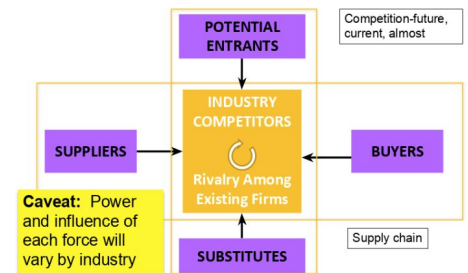 POTENTIAL
ENTRANTS
Competition-future,
current, almost
INDUSTRY
COMPETITORS
Rivalry Among
Existing Firms
SUPPLIERS
BUYERS
Caveat: Power
and influence of
each force will
vary by industry
SUBSTITUTES
Supply chain